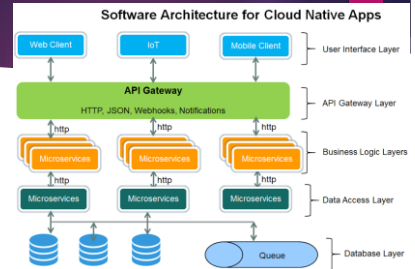 Software Architecture for Cloud Native Apps
Web Client
IoT
Mobile Client
User Interface Layer
API Gateway
HTTP, JSON, Webhooks, Notifications
API Gateway Layer
http
http
http
Microservices
Microservices
Microservices
Business Logic Layers
http
http
http
Microservices
Microservices
Microservices
Data Access Layer
Queue
Database Layer